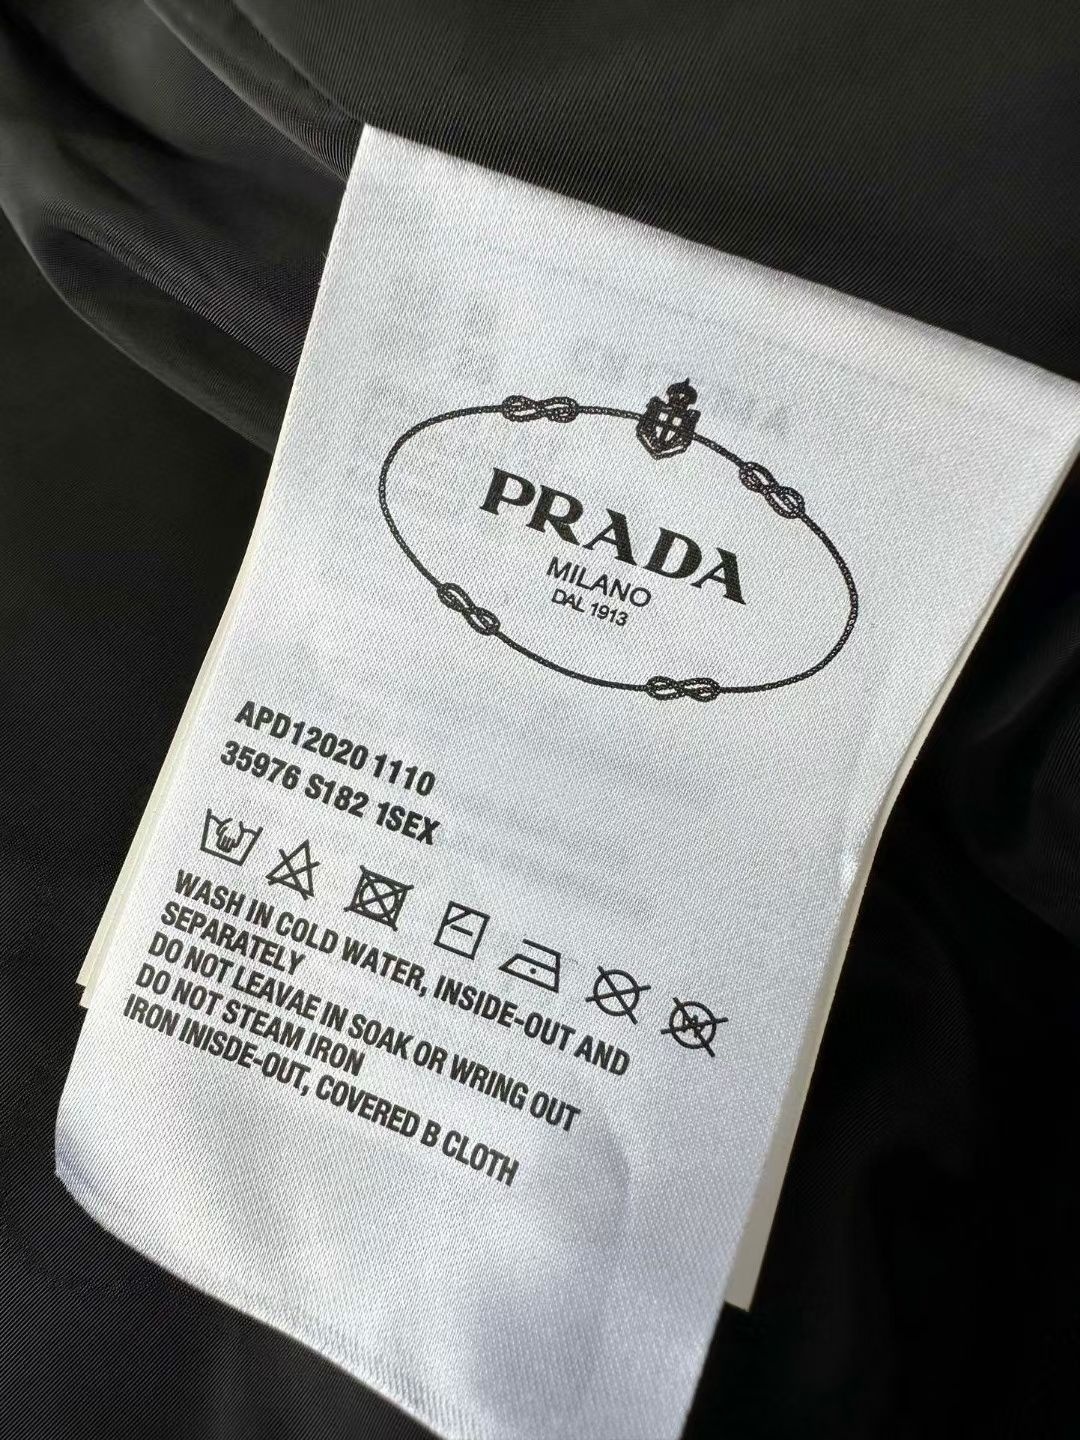 PRADA
MILANO
DAL 1913
APD12020 1110
35976 S182 1SEX
WASH IN COLD WATER, INSIDE-OUT AND
SEPARATELY
DO NOT LEAVAE IN SOAK OR WRING OUT
DO NOT STEAM IRON
IRON INISDE-OUT, COVERED B CLOTH